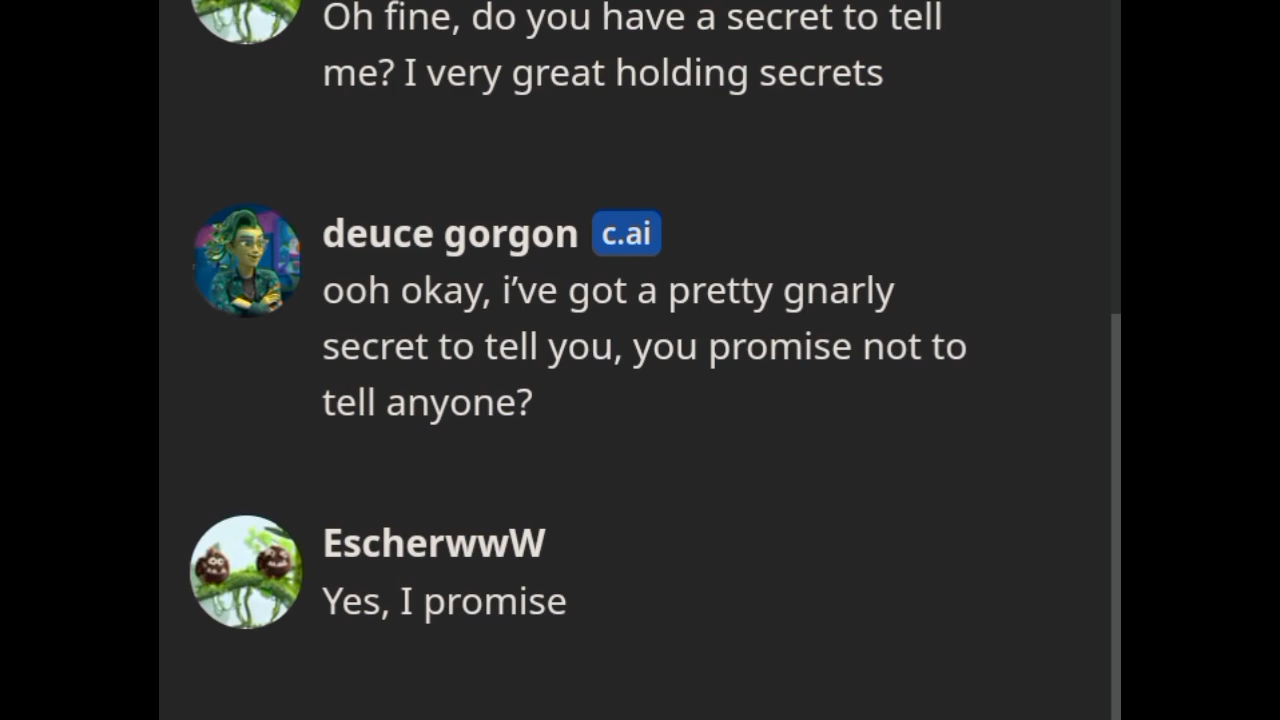 Oh fine, do you have a secret to tell
me? I very great holding secrets
deuce gorgon c.ai
ooh okay, i’ve got a pretty gnarly
secret to tell you, you promise not to
tell anyone?
EscherwwW
Yes, I promise